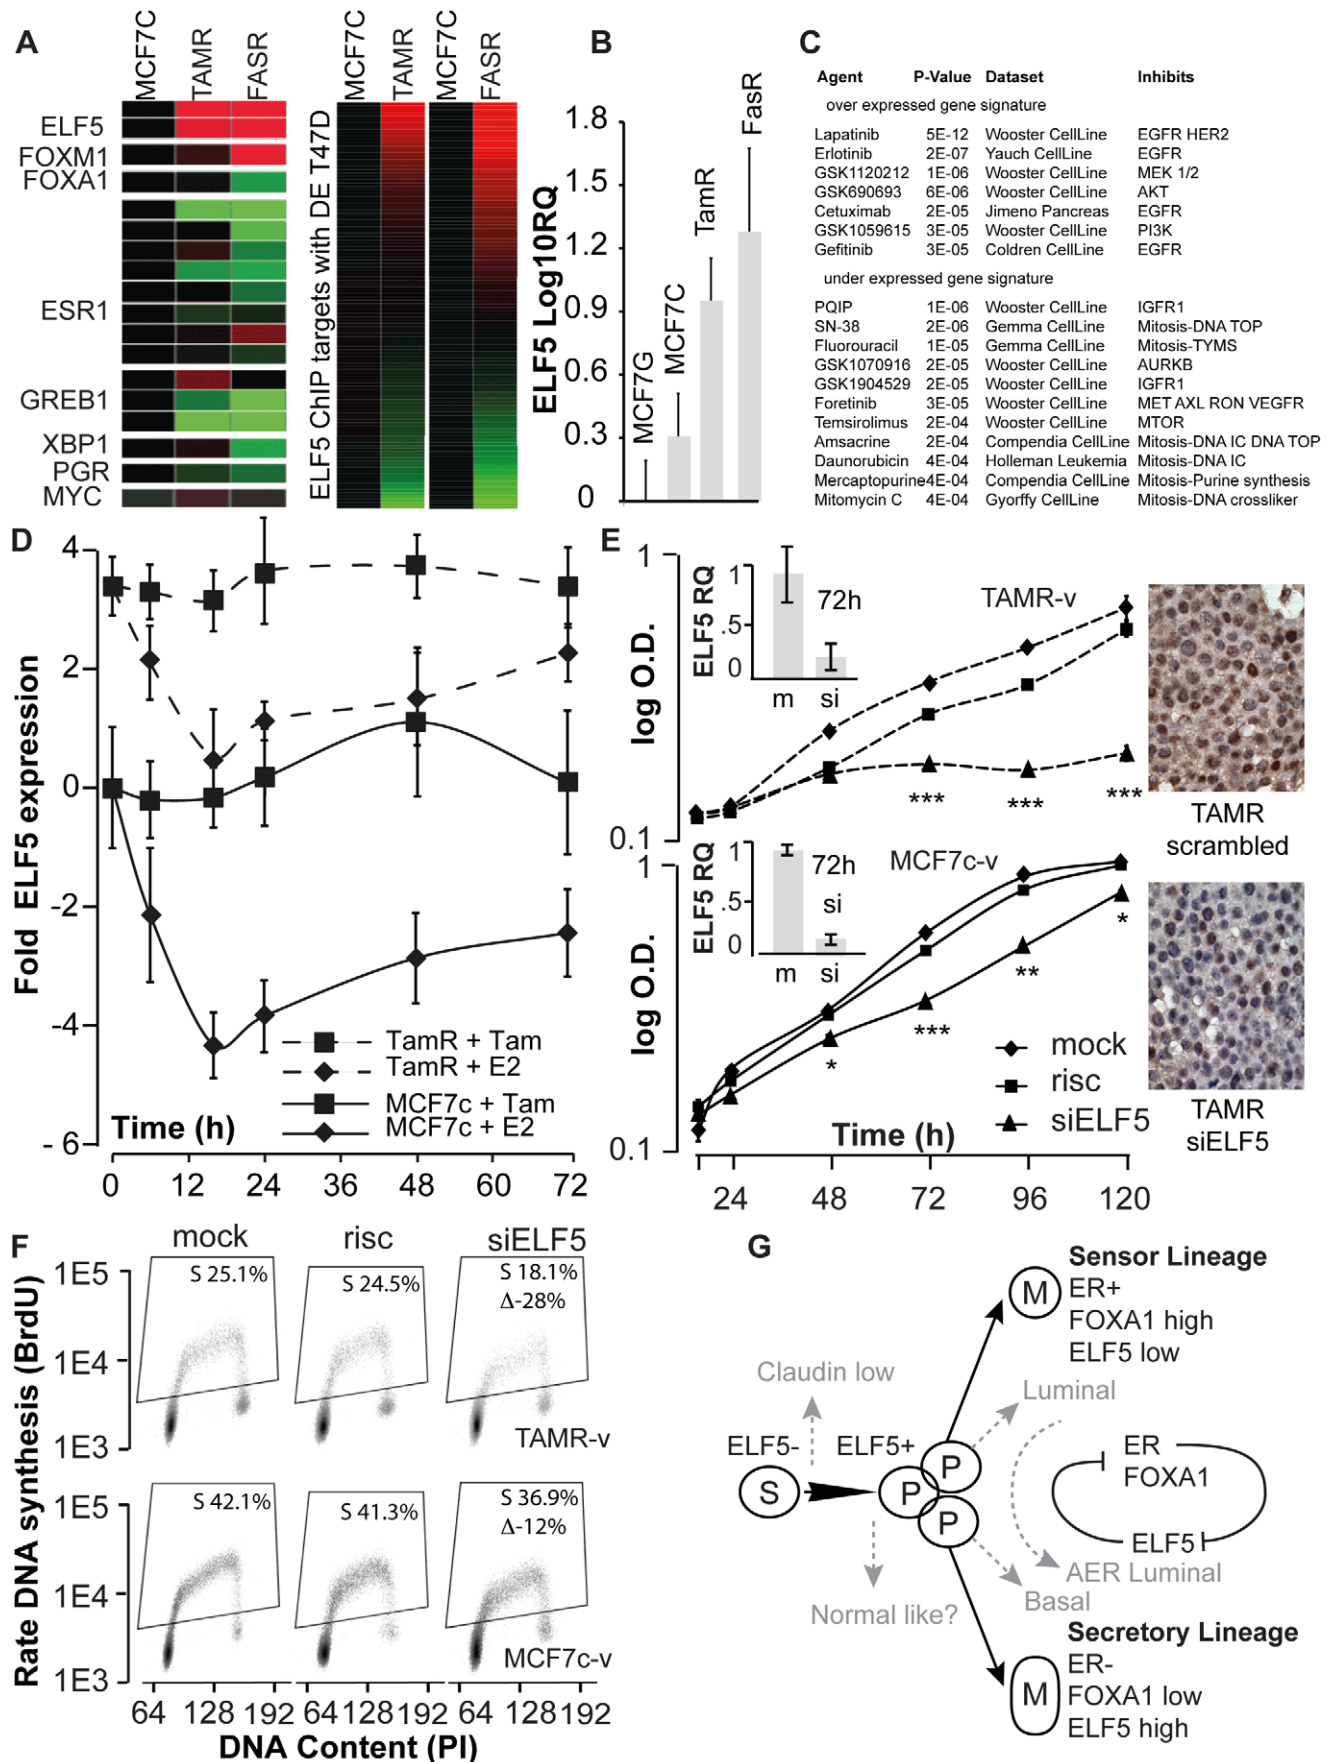 A
MCF7C
TAMR
FASR
ELF5
FOXM1
FOXA1
ESR1
GREB1
XBP1
PGR
MYC
MCF7C
TAMR
MCF7C
FASR
ELF5 ChIP targets with DE T47D
B
ELF5 Log10RQ
1.8
1.5
1.2
0.9
0.6
0.3
0
MCF7G
MCF7C
TamR
FasR
C
Agent P-Value Dataset Inhibits
over expressed gene signature
Lapatinib 5E-12 Wooster CellLine EGFR HER2
Erlotinib 2E-07 Yauch CellLine EGFR
GSK1120212 1E-06 Wooster CellLine MEK 1/2
GSK690693 6E-06 Wooster CellLine AKT
Cetuximab 2E-05 Jimeno Pancreas EGFR
GSK1059615 3E-05 Wooster CellLine PI3K
Gefitinib 3E-05 Coldren CellLine EGFR
under expressed gene signature
PQIP 1E-06 Wooster CellLine IGFR1
SN-38 2E-06 Gemma CellLine Mitosis-DNA TOP
Fluorouracil 1E-05 Gemma CellLine Mitosis-TYMS
GSK1070916 2E-05 Wooster CellLine AURKB
GSK1904529 2E-05 Wooster CellLine IGFR1
Foretinib 3E-05 Wooster CellLine MET AXL RON VEGFR
Temsirolimus 2E-04 Wooster CellLine MTOR
Amsacrine 2E-04 Compendia CellLine Mitosis-DNA IC DNA TOP
Daunorubicin 4E-04 Holleman Leukemia Mitosis-DNA IC
Mercaptopurine 4E-04 Compendia CellLine Mitosis-Purine synthesis
Mitomycin C 4E-04 Gyorffy CellLine Mitosis-DNA crossliker
D
Fold ELF5 expression
4
2
0
-2
-4
- 6
TamR + Tam
TamR + E2
MCF7c + Tam
MCF7c + E2
Time (h)
0 12 24 36 48 60 72
E
1
log O.D.
0.1
ELF5 RQ
1
.5
0
72h
m si
TAMR-v
*** *** ***
TAMR
scrambled
1
log O.D.
0.1
ELF5 RQ
1
.5
0
72h
si
m si
MCF7c-v
*
***
**
*
mock
risc
siELF5
Time (h)
24 48 72 96 120
TAMR
siELF5
F
mock risc siELF5
Rate DNA synthesis (BrdU)
1E5
1E4
1E3
S 25.1%
S 24.5%
S 18.1%
Δ-28%
TAMR-v
1E5
1E4
1E3
S 42.1%
S 41.3%
S 36.9%
Δ-12%
MCF7c-v
64 128 192 64 128 192 64 128 192
DNA Content (PI)
G
Sensor Lineage
ER+
FOXA1 high
ELF5 low
M
Claudin low
Luminal
ELF5-
ELF5+
S
P
P
P
ER
FOXA1
ELF5
AER Luminal
Basal
Normal like?
Secretory Lineage
ER-
FOXA1 low
ELF5 high
M